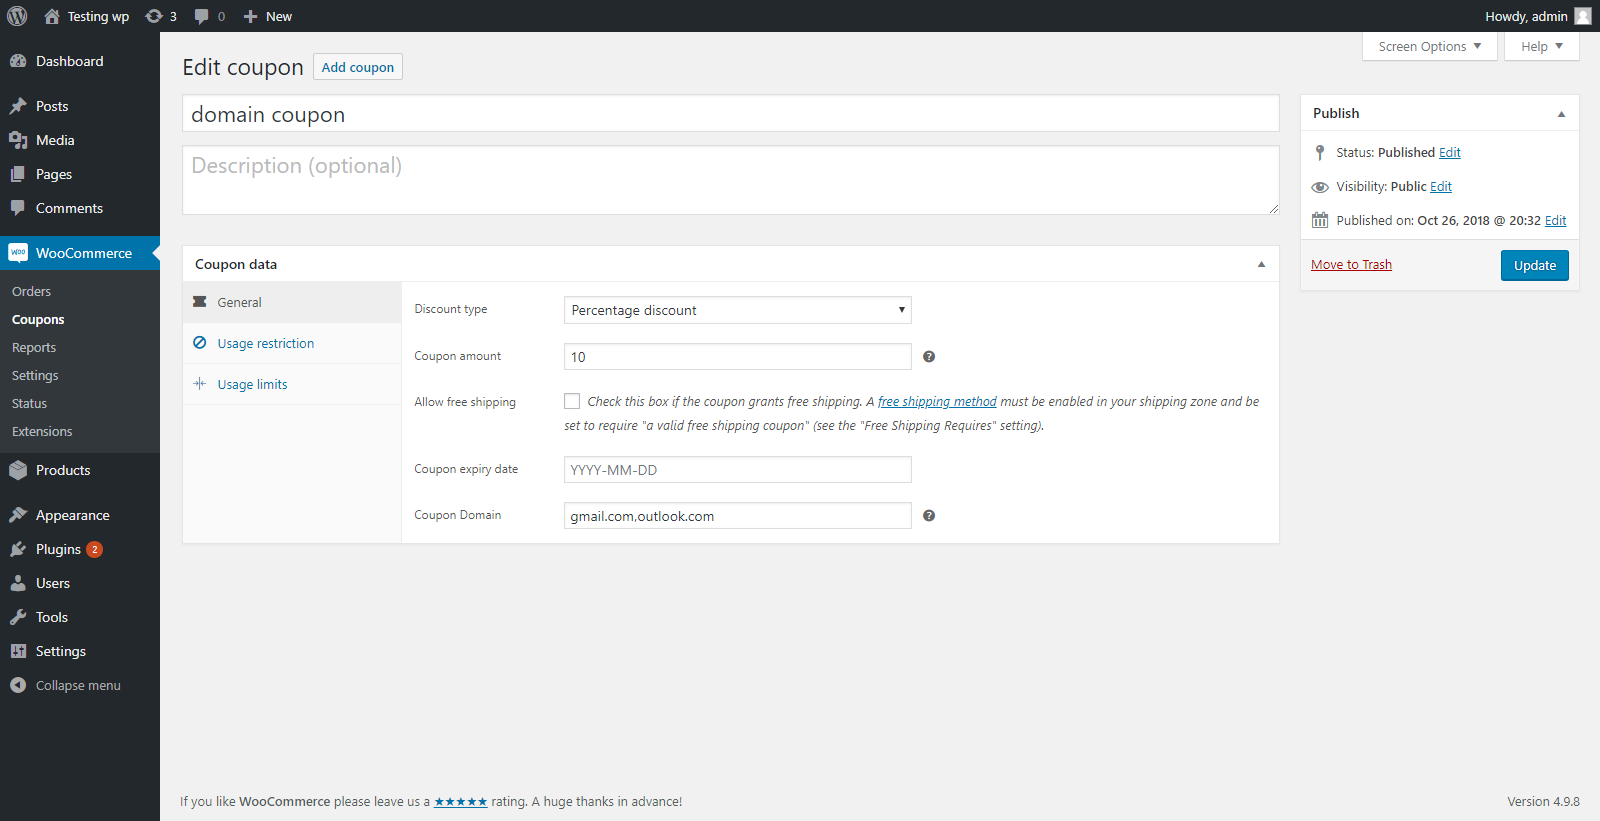 Testing wp 3 0 New Howdy, admin
Screen Options Help
Dashboard
Posts
Media
Pages
Comments
WooCommerce
Orders
Coupons
Reports
Settings
Status
Extensions
Products
Appearance
Plugins 2
Users
Tools
Settings
Collapse menu
Edit coupon Add coupon
domain coupon
Description (optional)
Coupon data
General
Usage restriction
Usage limits
Discount type Percentage discount
Coupon amount 10
Allow free shipping Check this box if the coupon grants free shipping. A free shipping method must be enabled in your shipping zone and be
set to require "a valid free shipping coupon" (see the "Free Shipping Requires" setting).
Coupon expiry date YYYY-MM-DD
Coupon Domain gmail.com,outlook.com
Publish
Status: Published Edit
Visibility: Public Edit
Published on: Oct 26, 2018 @ 20:32 Edit
Move to Trash Update
If you like WooCommerce please leave us a ★★★★★ rating. A huge thanks in advance! Version 4.9.8